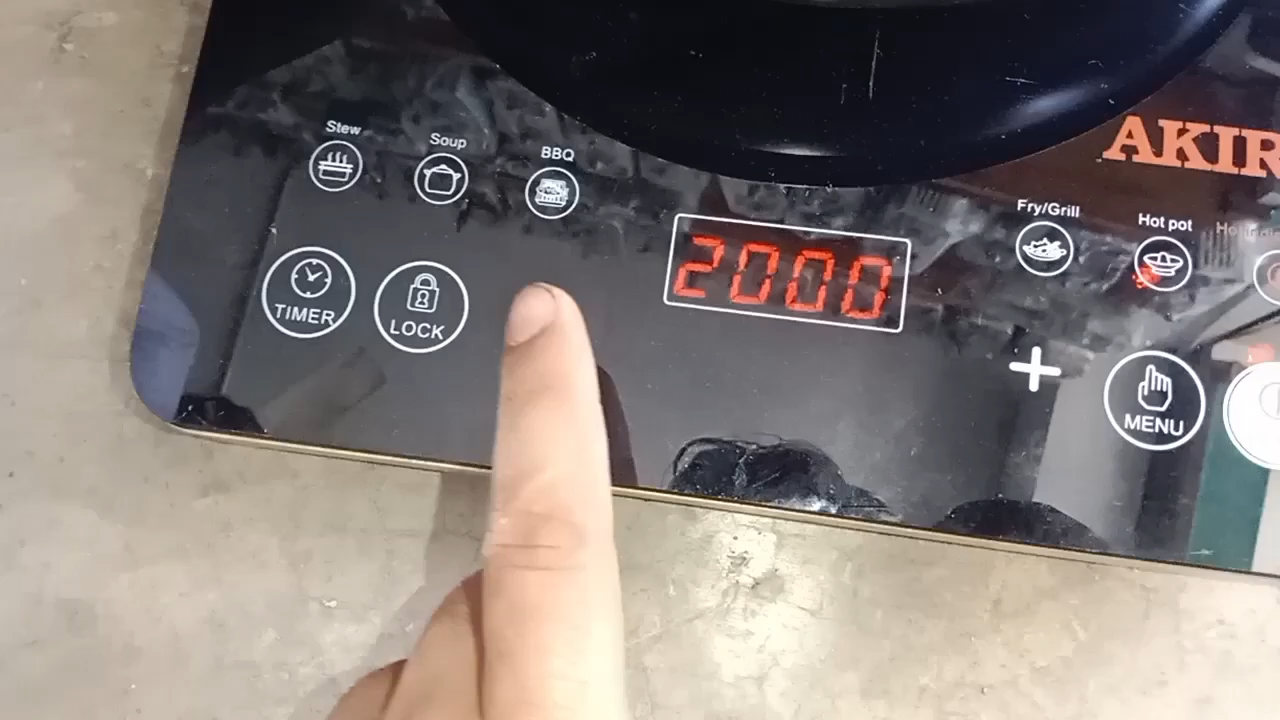 Stew
Soup
BBQ
AKIR
Fry/Grill
Hot pot
2000
TIMER
LOCK
+
MENU